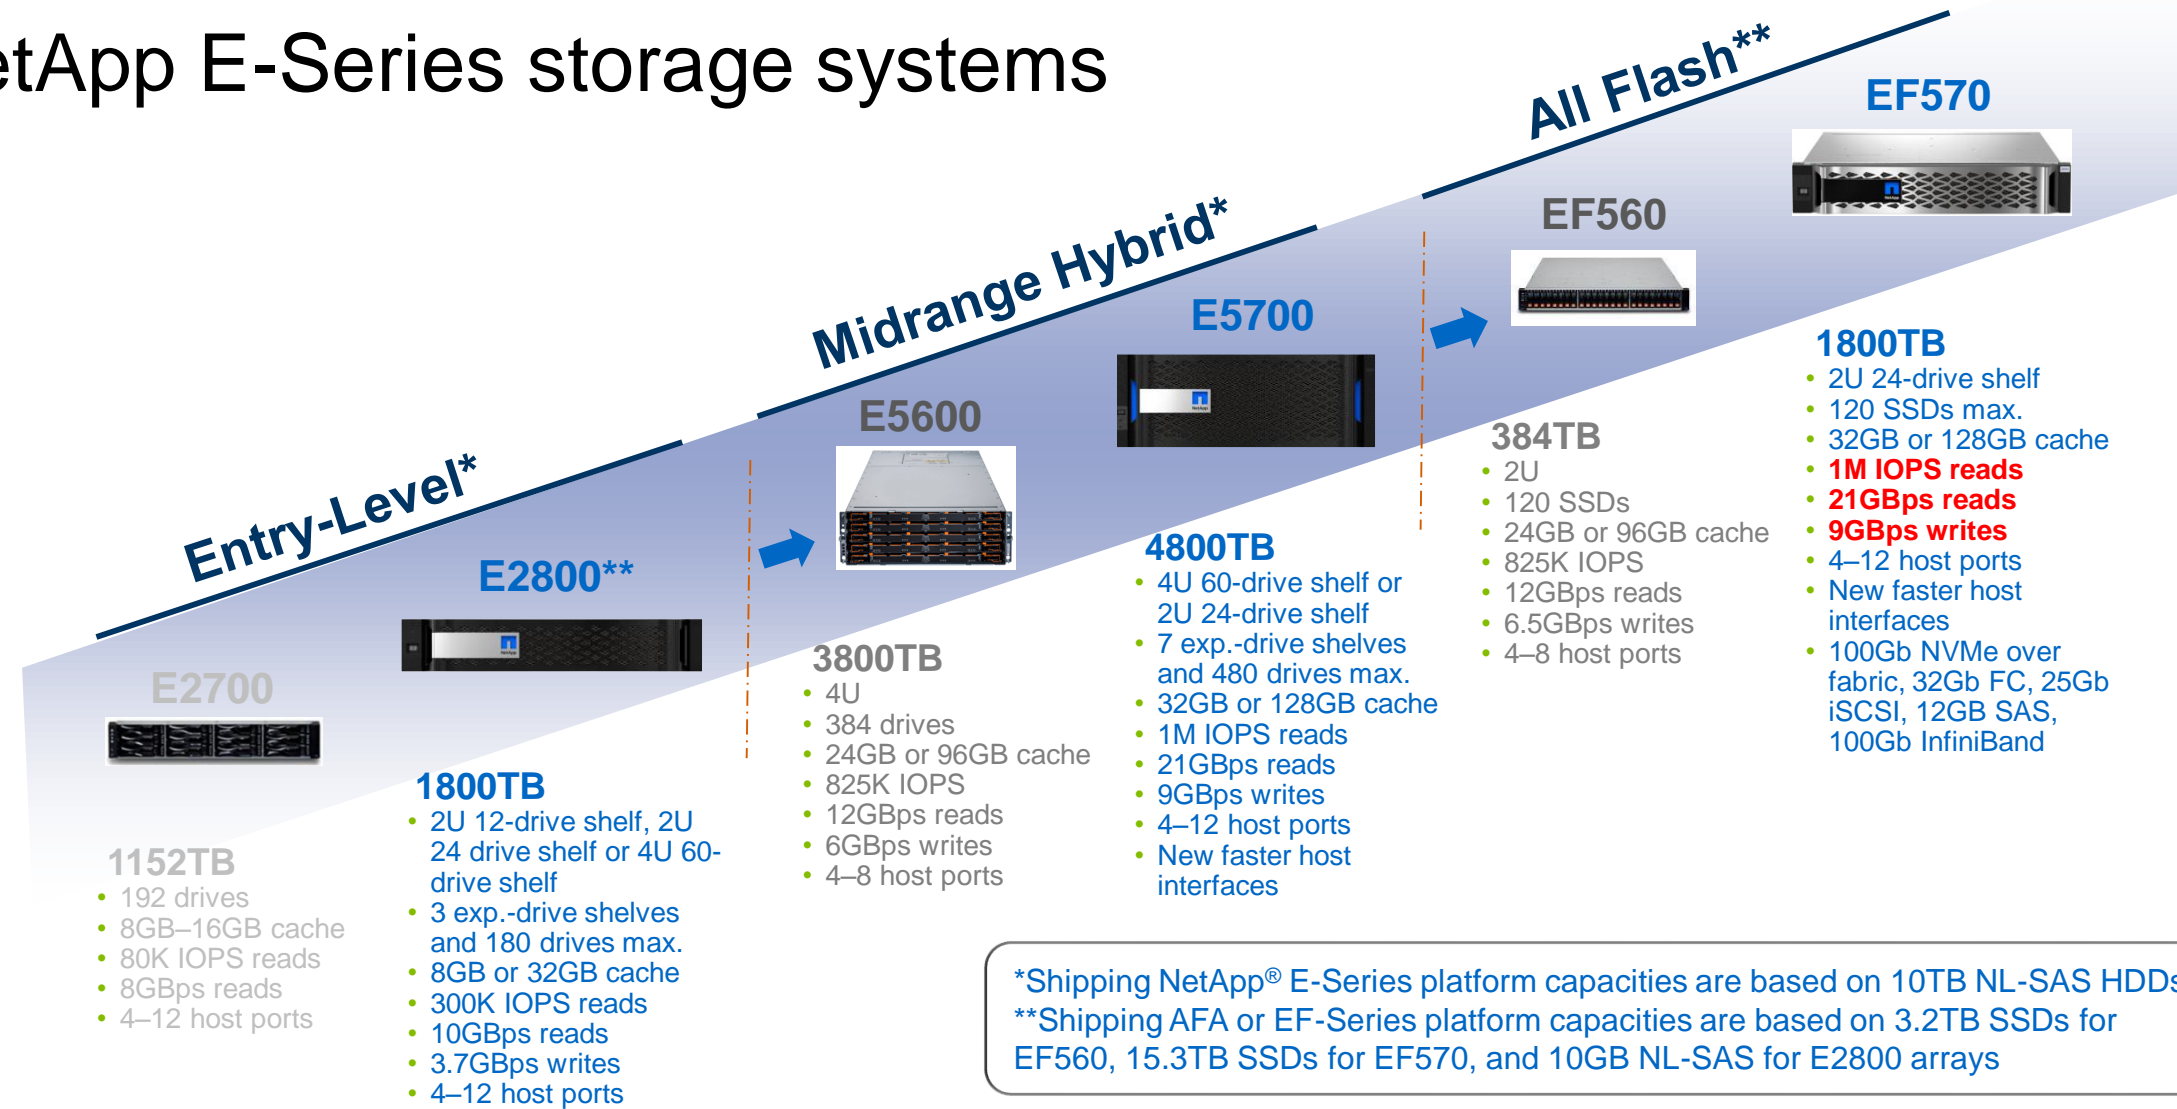 etApp E-Series storage systems
All Flash**
EF570
Midrange Hybrid*
EF560
E5700
Entry-Level*
E5600
E2800**
E2700
1152TB
• 192 drives
• 8GB–16GB cache
• 80K IOPS reads
• 8GBps reads
• 4–12 host ports
1800TB
• 2U 12-drive shelf, 2U
24 drive shelf or 4U 60-
drive shelf
• 3 exp.-drive shelves
and 180 drives max.
• 8GB or 32GB cache
• 300K IOPS reads
• 10GBps reads
• 3.7GBps writes
• 4–12 host ports
3800TB
• 4U
• 384 drives
• 24GB or 96GB cache
• 825K IOPS
• 12GBps reads
• 6GBps writes
• 4–8 host ports
4800TB
• 4U 60-drive shelf or
2U 24-drive shelf
• 7 exp.-drive shelves
and 480 drives max.
• 32GB or 128GB cache
• 1M IOPS reads
• 21GBps reads
• 9GBps writes
• 4–12 host ports
• New faster host
interfaces
384TB
• 2U
• 120 SSDs
• 24GB or 96GB cache
• 825K IOPS
• 12GBps reads
• 6.5GBps writes
• 4–8 host ports
1800TB
• 2U 24-drive shelf
• 120 SSDs max.
• 32GB or 128GB cache
• 1M IOPS reads
• 21GBps reads
• 9GBps writes
• 4–12 host ports
• New faster host
interfaces
• 100Gb NVMe over
fabric, 32Gb FC, 25Gb
iSCSI, 12GB SAS,
100Gb InfiniBand
*Shipping NetApp® E-Series platform capacities are based on 10TB NL-SAS HDDs
**Shipping AFA or EF-Series platform capacities are based on 3.2TB SSDs for
EF560, 15.3TB SSDs for EF570, and 10GB NL-SAS for E2800 arrays
NetApp
NetApp
NetApp